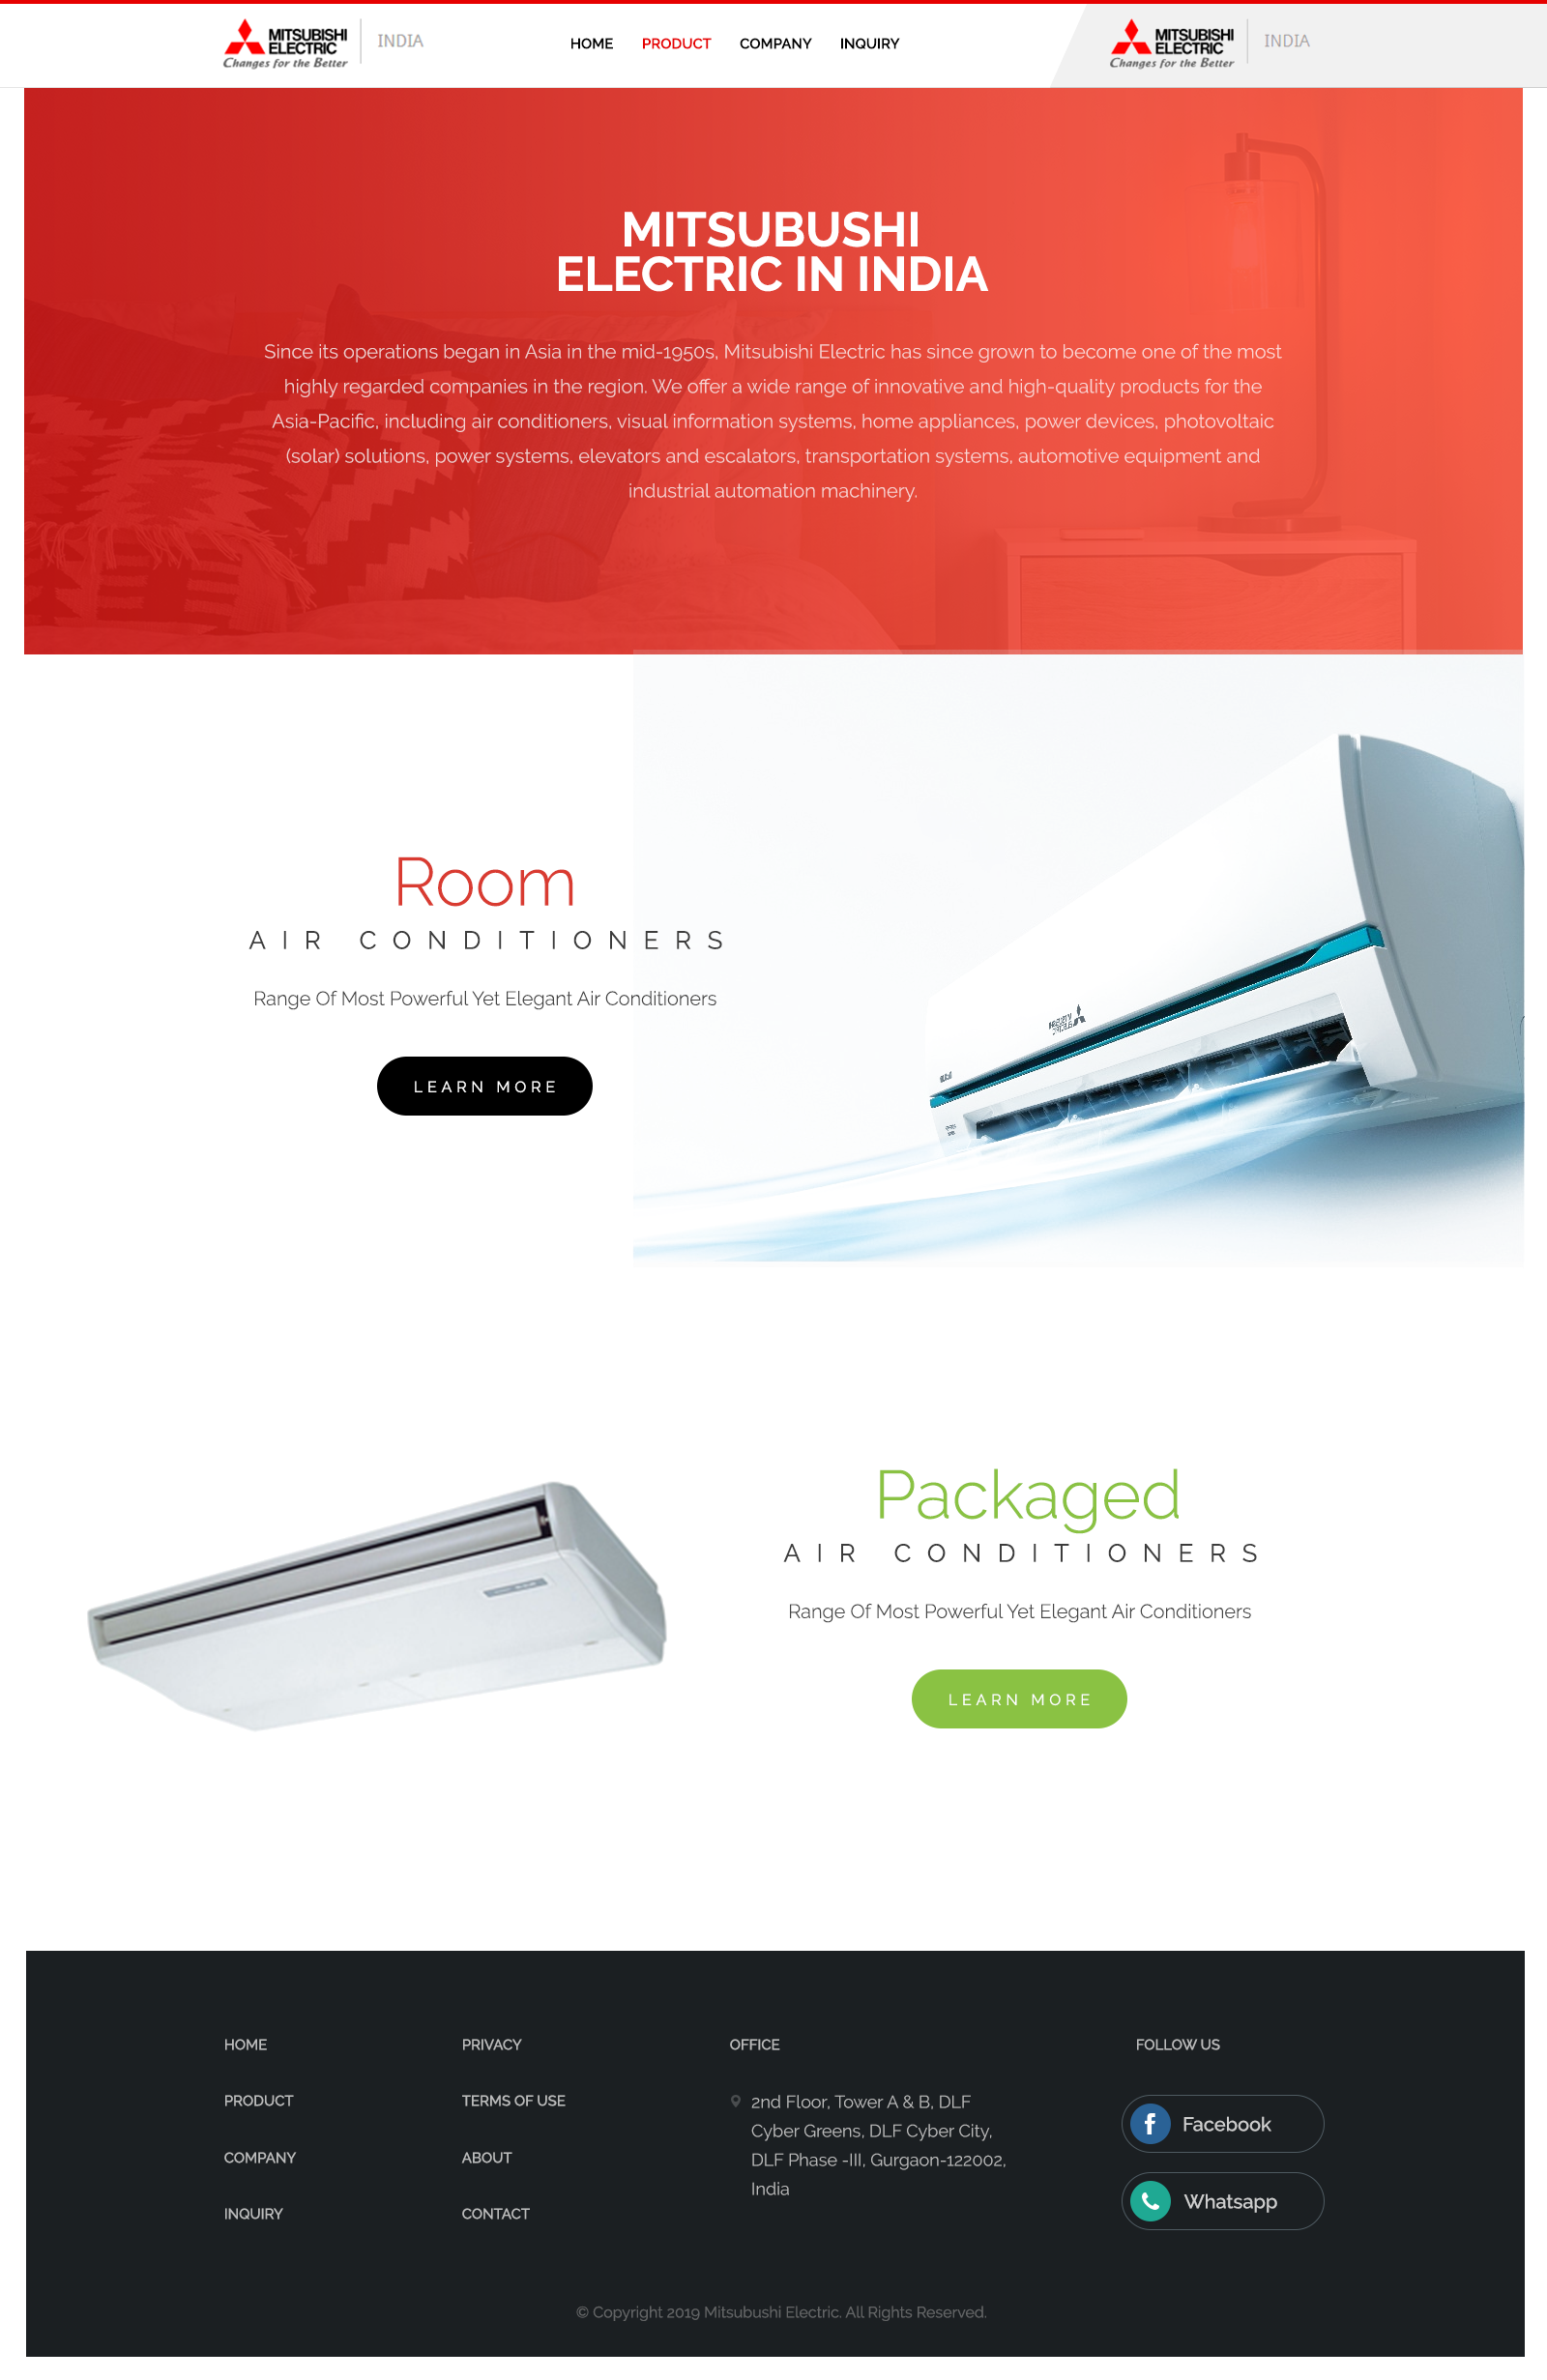 MITSUBISHI
ELECTRIC
Changes for the Better
INDIA
HOME PRODUCT COMPANY INQUIRY
MITSUBISHI
ELECTRIC
Changes for the Better
INDIA
MITSUBUSHI
ELECTRIC IN INDIA
Since its operations began in Asia in the mid-1950s, Mitsubishi Electric has since grown to become one of the most
highly regarded companies in the region. We offer a wide range of innovative and high-quality products for the
Asia-Pacific, including air conditioners, visual information systems, home appliances, power devices, photovoltaic
(solar) solutions, power systems, elevators and escalators, transportation systems, automotive equipment and
industrial automation machinery.
Room
AIR CONDITIONERS
Range Of Most Powerful Yet Elegant Air Conditioners
LEARN MORE
Packaged
AIR CONDITIONERS
Range Of Most Powerful Yet Elegant Air Conditioners
LEARN MORE
HOME
PRODUCT
COMPANY
INQUIRY
PRIVACY
TERMS OF USE
ABOUT
CONTACT
OFFICE
2nd Floor, Tower A & B, DLF
Cyber Greens, DLF Cyber City,
DLF Phase -III, Gurgaon-122002,
India
FOLLOW US
Facebook
Whatsapp
© Copyright 2019 Mitsubushi Electric. All Rights Reserved.